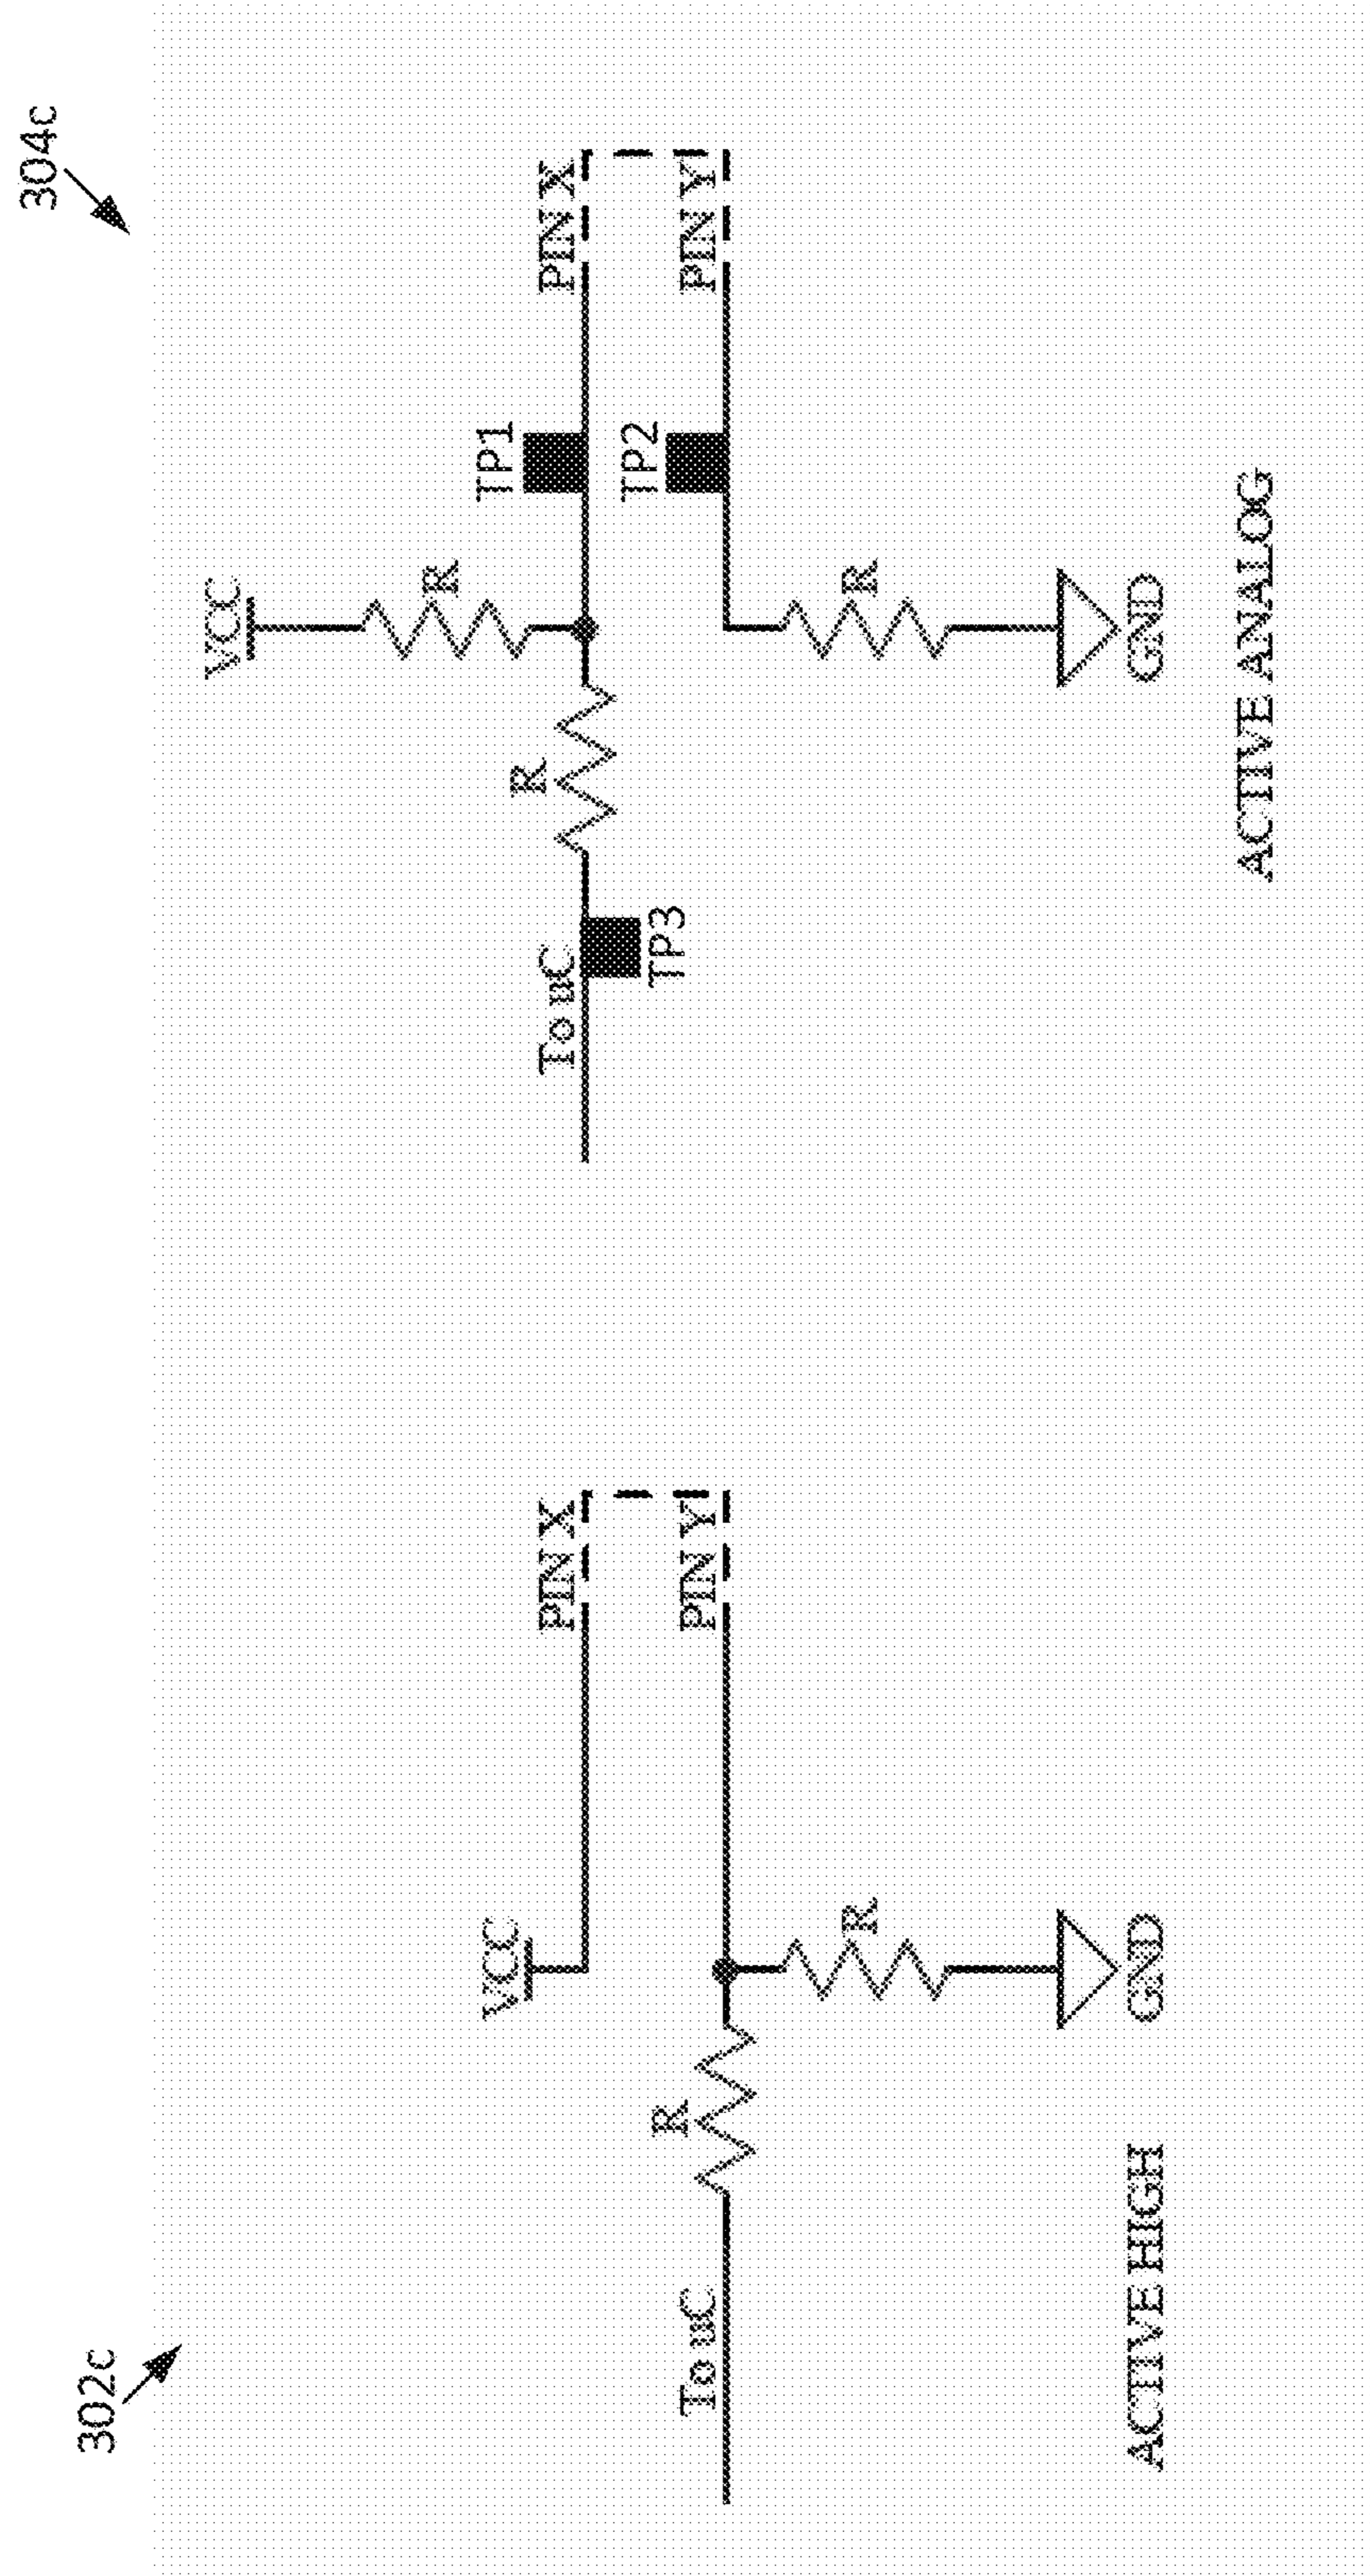 302c
VCC
PIN X
PIN Y
R
To uC
R
GND
ACTIVE HIGH
304c
VCC
R
TP1
PIN X
R
To uC
TP3
TP2
PIN Y
R
GND
ACTIVE ANALOG